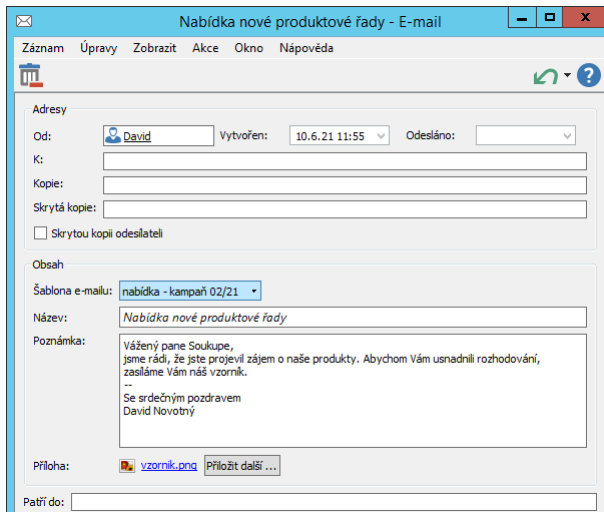 Nabídka nové produktové řady - E-mail
Záznam Úpravy Zobrazit Akce Okno Nápověda
Adresy
Od: David Vytvořen: 10.6.21 11:55 Odesláno:
K:
Kopie:
Skrytá kopie:
Skrytou kopii odesílateli
Obsah
Šablona e-mailu: nabídka - kampaň 02/21
Název: Nabídka nové produktové řady
Poznámka: Vážený pane Soukupe,
jsme rádi, že jste projevil zájem o naše produkty. Abychom Vám usnadnili rozhodování,
zasíláme Vám náš vzorník.
--
Se srdečným pozdravem
David Novotný
Příloha: vzornik.png Přiložit další ...
Patří do: